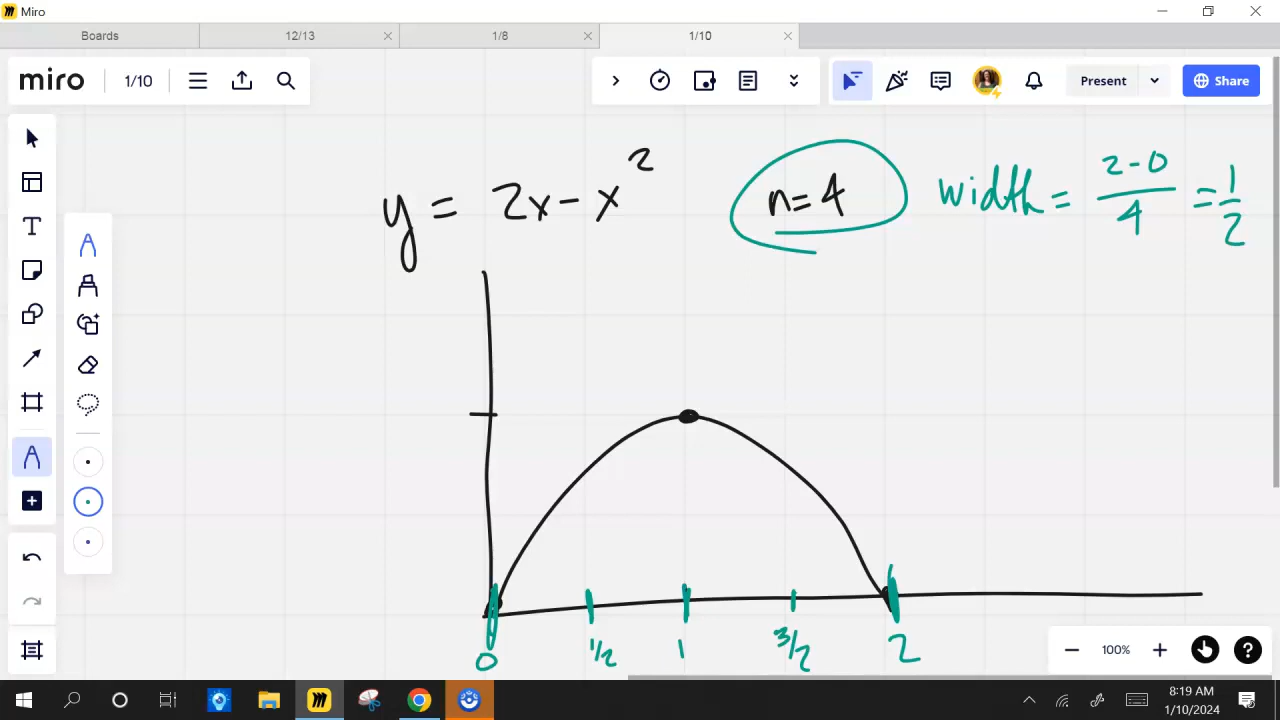 Miro
Boards
12/13
1/8
1/10
miro
1/10
Present
Share
y = 2x - x²
n=4
width = (2-0)/4 = 1/2
0
1/2
1
3/2
2
100%
8:19 AM
1/10/2024